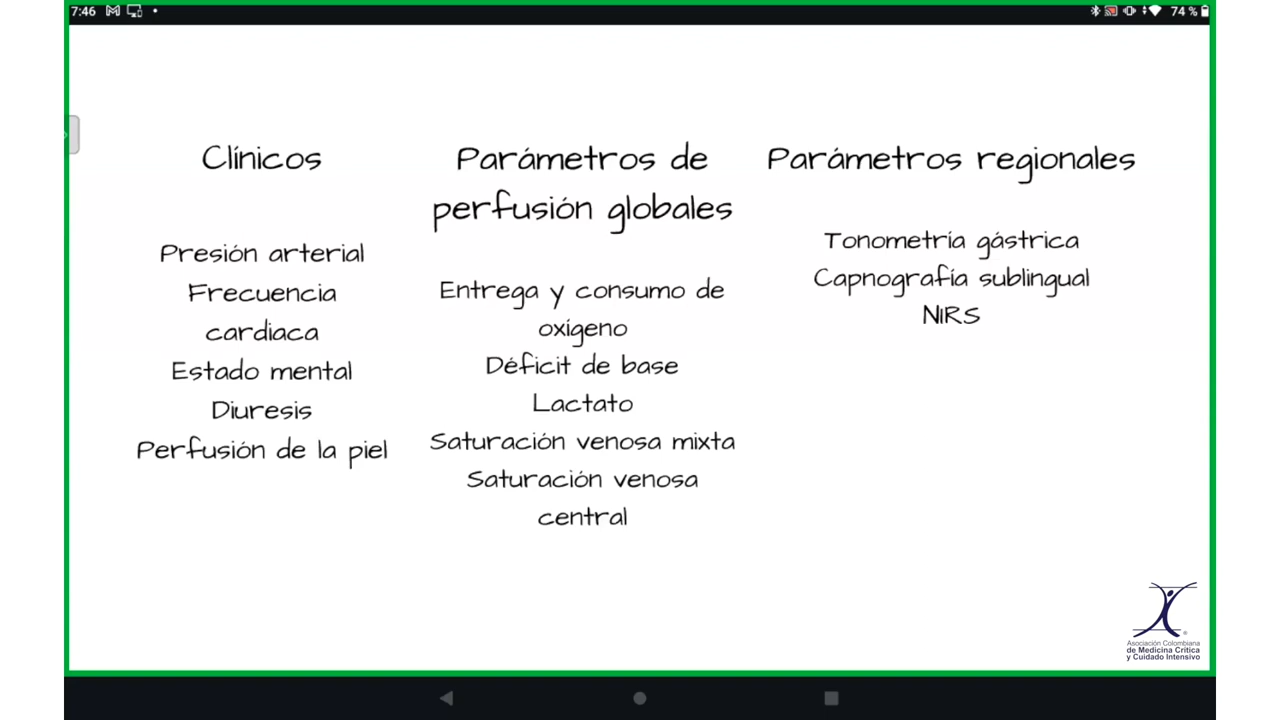 7:46
74 %
Clínicos
Presión arterial
Frecuencia
cardiaca
Estado mental
Diuresis
Perfusión de la piel
Parámetros de
perfusión globales
Entrega y consumo de
oxígeno
Déficit de base
Lactato
Saturación venosa mixta
Saturación venosa
central
Parámetros regionales
Tonometría gástrica
Capnografía sublingual
NIRS
Asociación Colombiana
de Medicina Crítica
y Cuidado Intensivo